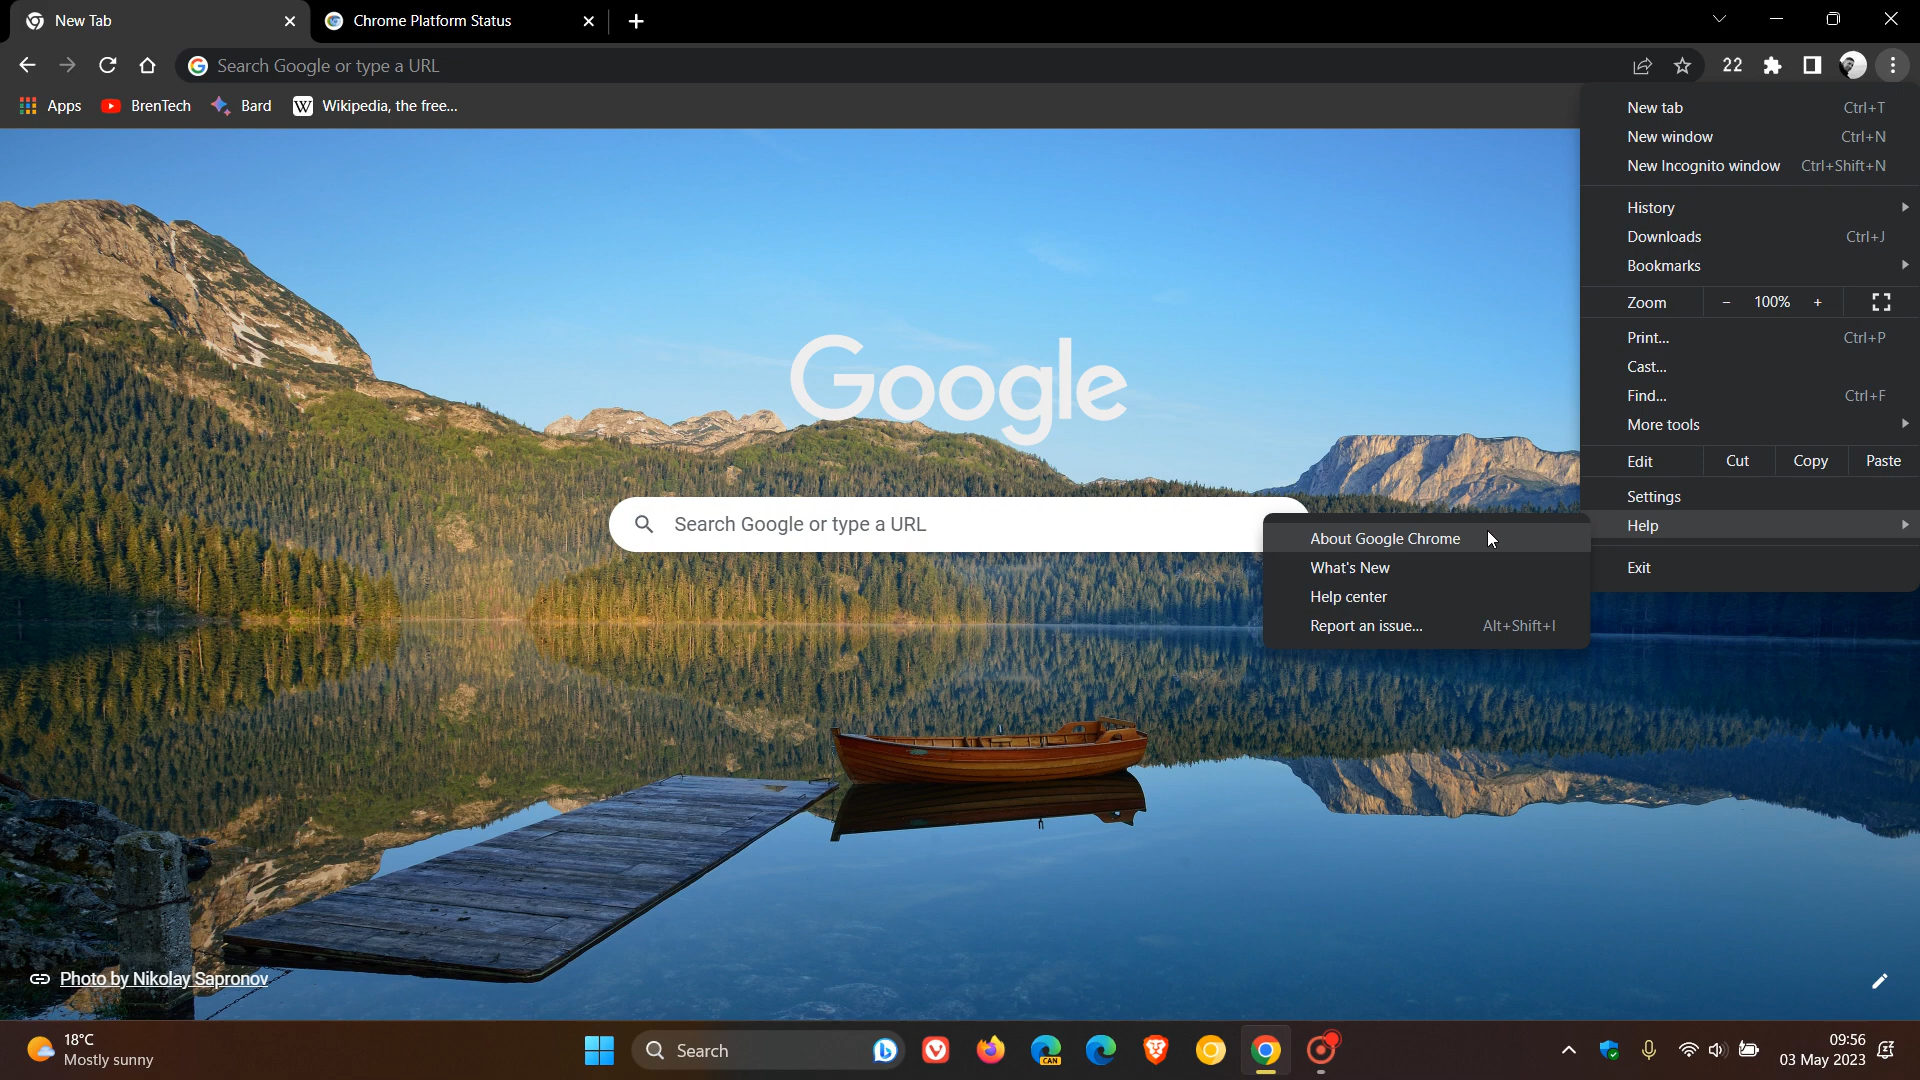 New Tab
Chrome Platform Status
Search Google or type a URL
22
Apps
BrenTech
Bard
W Wikipedia, the free...
New tab Ctrl+T
New window Ctrl+N
New Incognito window Ctrl+Shift+N
History
Downloads Ctrl+J
Bookmarks
Zoom - 100% +
Print... Ctrl+P
Cast...
Find... Ctrl+F
More tools
Edit Cut Copy Paste
Settings
Help
Exit
Google
Search Google or type a URL
About Google Chrome
What's New
Help center
Report an issue... Alt+Shift+I
Photo by Nikolay Sapronov
18°C
Mostly sunny
Search
CAN
09:56
03 May 2023